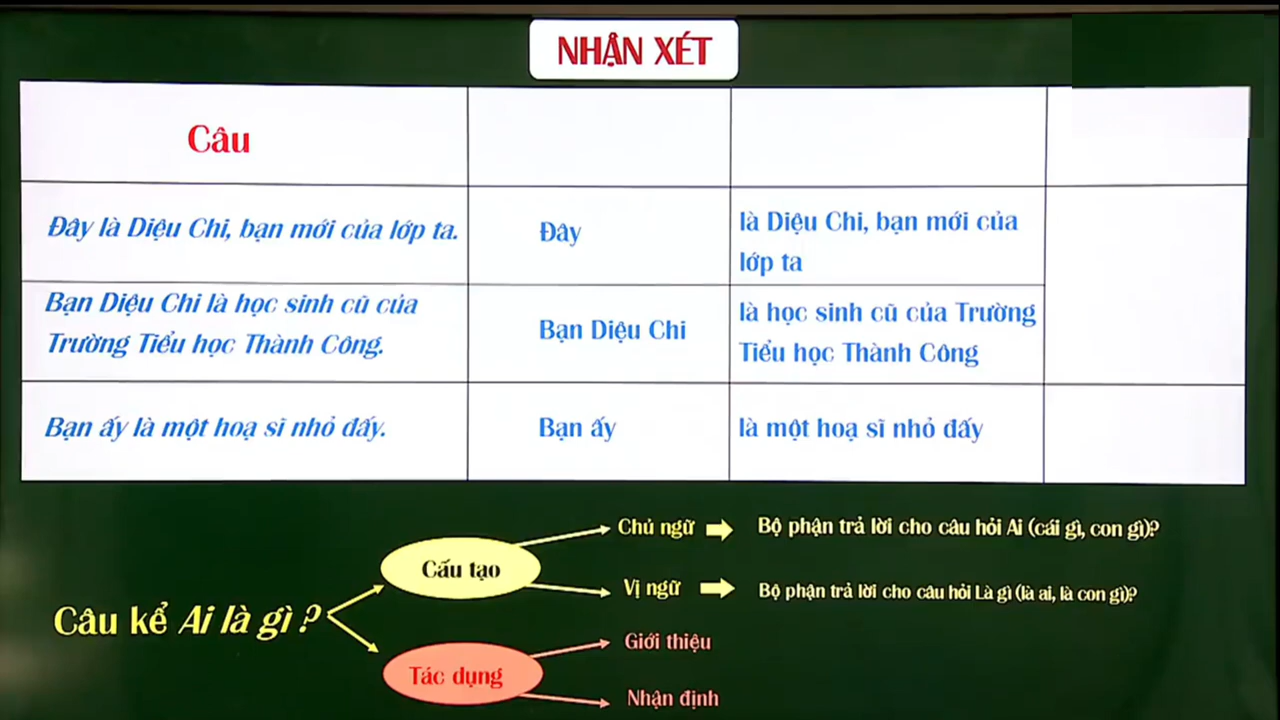 NHẬN XÉT
Câu
Đây là Diệu Chi, bạn mới của lớp ta.
Đây
là Diệu Chi, bạn mới của
lớp ta
Bạn Diệu Chi là học sinh cũ của
Trường Tiểu học Thành Công.
Bạn Diệu Chi
là học sinh cũ của Trường
Tiểu học Thành Công
Bạn ấy là một hoạ sĩ nhỏ đấy.
Bạn ấy
là một hoạ sĩ nhỏ đấy
Câu kể Ai là gì ?
Cấu tạo
Chủ ngữ
Bộ phận trả lời cho câu hỏi Ai (cái gì, con gì)?
Vị ngữ
Bộ phận trả lời cho câu hỏi Là gì (là ai, là con gì)?
Tác dụng
Giới thiệu
Nhận định